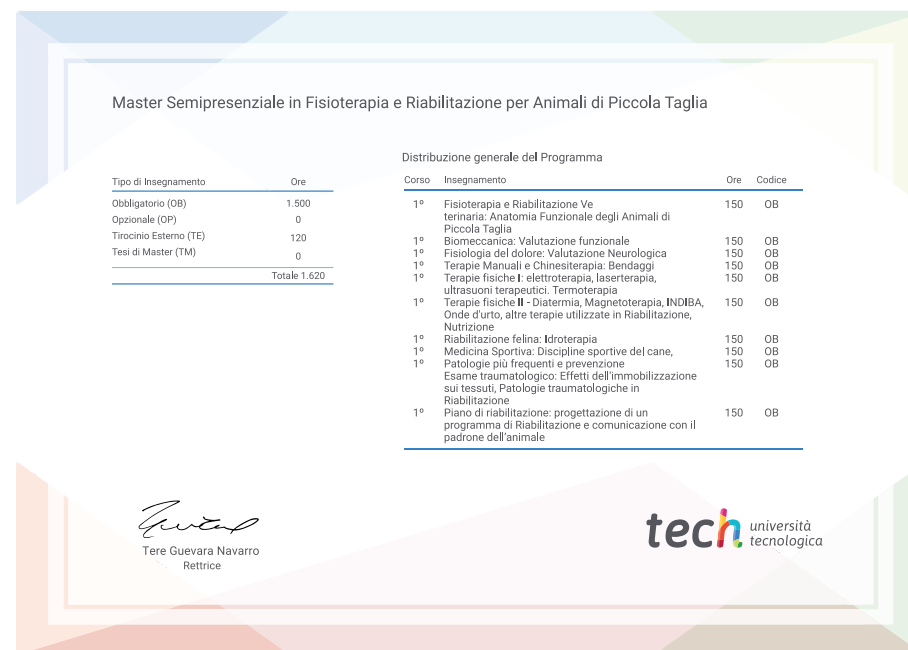 Master Semipresenziale in Fisioterapia e Riabilitazione per Animali di Piccola Taglia
Tipo di Insegnamento Ore
Obbligatorio (OB) 1.500
Opzionale (OP) 0
Tirocinio Esterno (TE) 120
Tesi di Master (TM) 0
Totale 1.620
Distribuzione generale del Programma
Corso Insegnamento Ore Codice
1º Fisioterapia e Riabilitazione Ve 150 OB
terinaria: Anatomia Funzionale degli Animali di
Piccola Taglia
1º Biomeccanica: Valutazione funzionale 150 OB
1º Fisiologia del dolore: Valutazione Neurologica 150 OB
1º Terapie Manuali e Chinesiterapia: Bendaggi 150 OB
1º Terapie fisiche I: elettroterapia, laserterapia, 150 OB
ultrasuoni terapeutici. Termoterapia
1º Terapie fisiche II - Diatermia, Magnetoterapia, INDIBA, 150 OB
Onde d'urto, altre terapie utilizzate in Riabilitazione,
Nutrizione
1º Riabilitazione felina: Idroterapia 150 OB
1º Medicina Sportiva: Discipline sportive del cane, 150 OB
1º Patologie più frequenti e prevenzione 150 OB
Esame traumatologico: Effetti dell'immobilizzazione
sui tessuti, Patologie traumatologiche in
Riabilitazione
1º Piano di riabilitazione: progettazione di un 150 OB
programma di Riabilitazione e comunicazione con il
padrone dell'animale
Tere Guevara Navarro
Rettrice
tech università
tecnologica